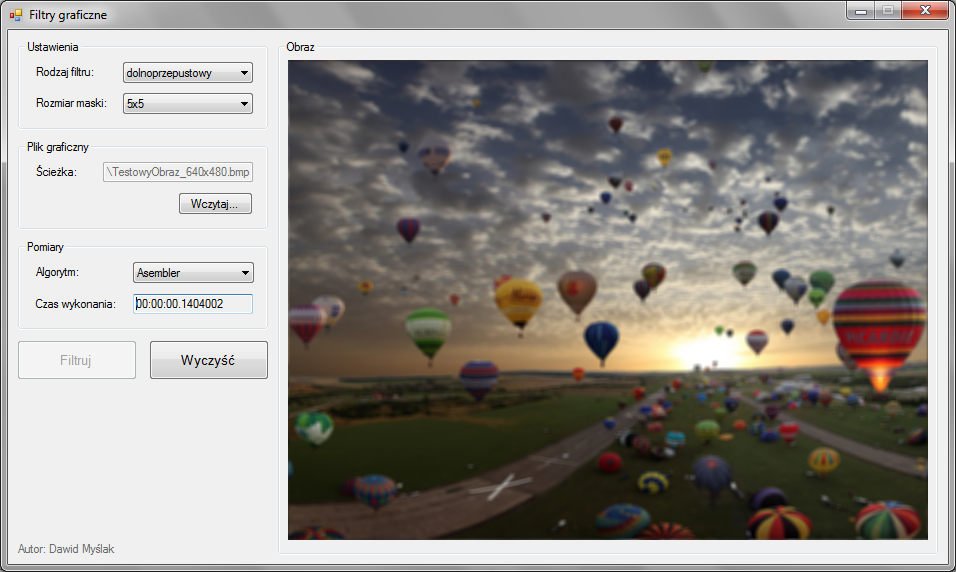 Filtry graficzne
Ustawienia
Rodzaj filtru: dolnoprzepustowy
Rozmiar maski: 5x5
Plik graficzny
Ścieżka: \TestowyObraz_640x480.bmp
Wczytaj...
Pomiary
Algorytm: Asembler
Czas wykonania: 00:00:00.1404002
Filtruj Wyczyść
Autor: Dawid Myślak
Obraz
PICARDIE